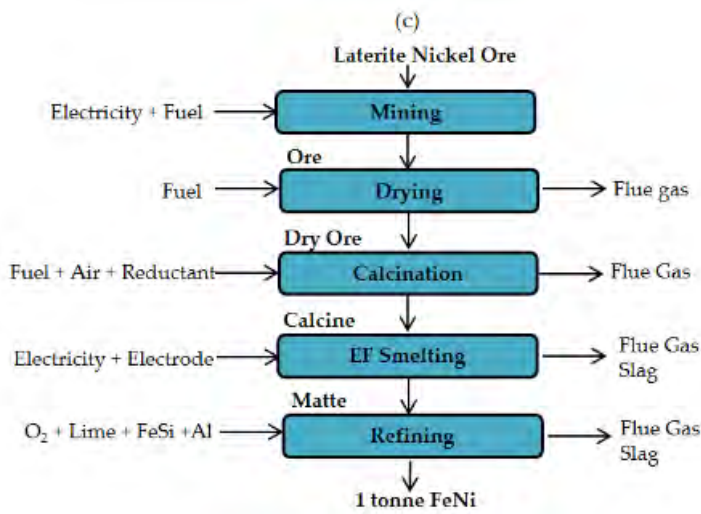 (c)
Laterite Nickel Ore
Electricity + Fuel
Mining
Ore
Fuel
Drying
Flue gas
Dry Ore
Fuel + Air + Reductant
Calcination
Flue Gas
Calcine
Electricity + Electrode
EF Smelting
Flue Gas
Slag
Matte
O₂ + Lime + FeSi +Al
Refining
Flue Gas
Slag
1 tonne FeNi